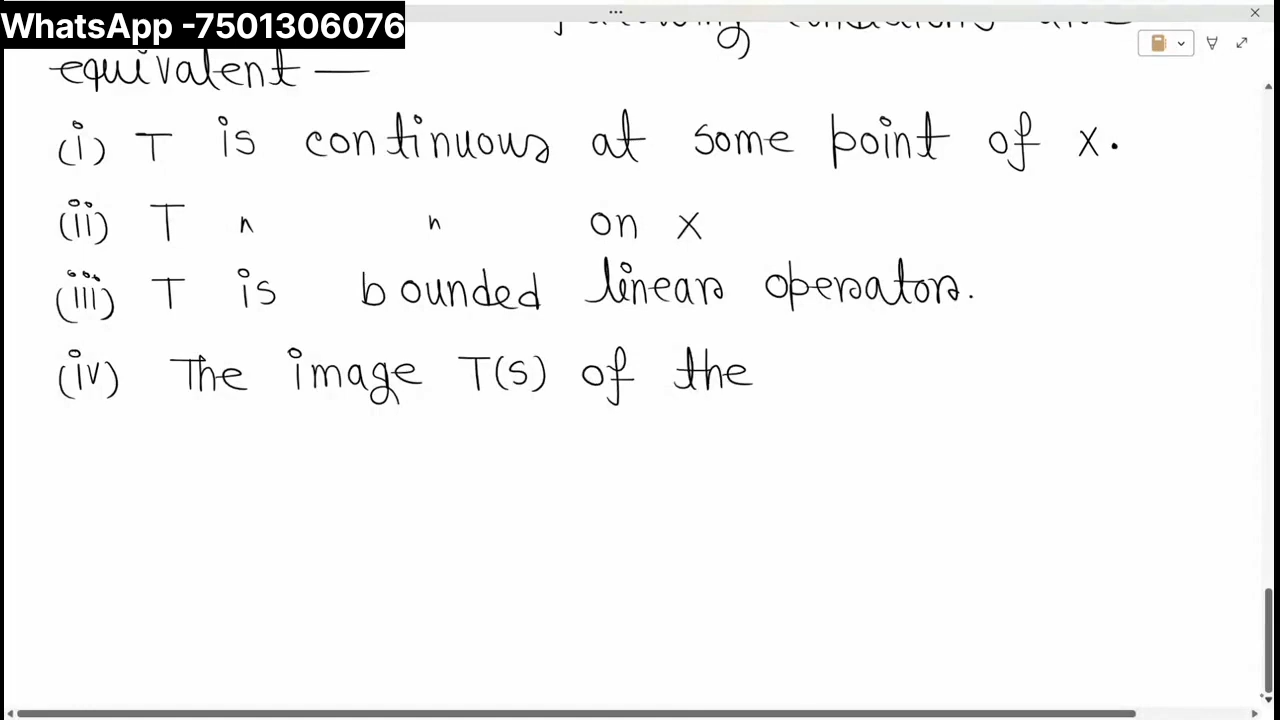 WhatsApp -7501306076
conditions
equivalent —
(i) T is continuous at some point of X.
(ii) T " " on X
(iii) T is bounded linear operator.
(iv) The image T(S) of the